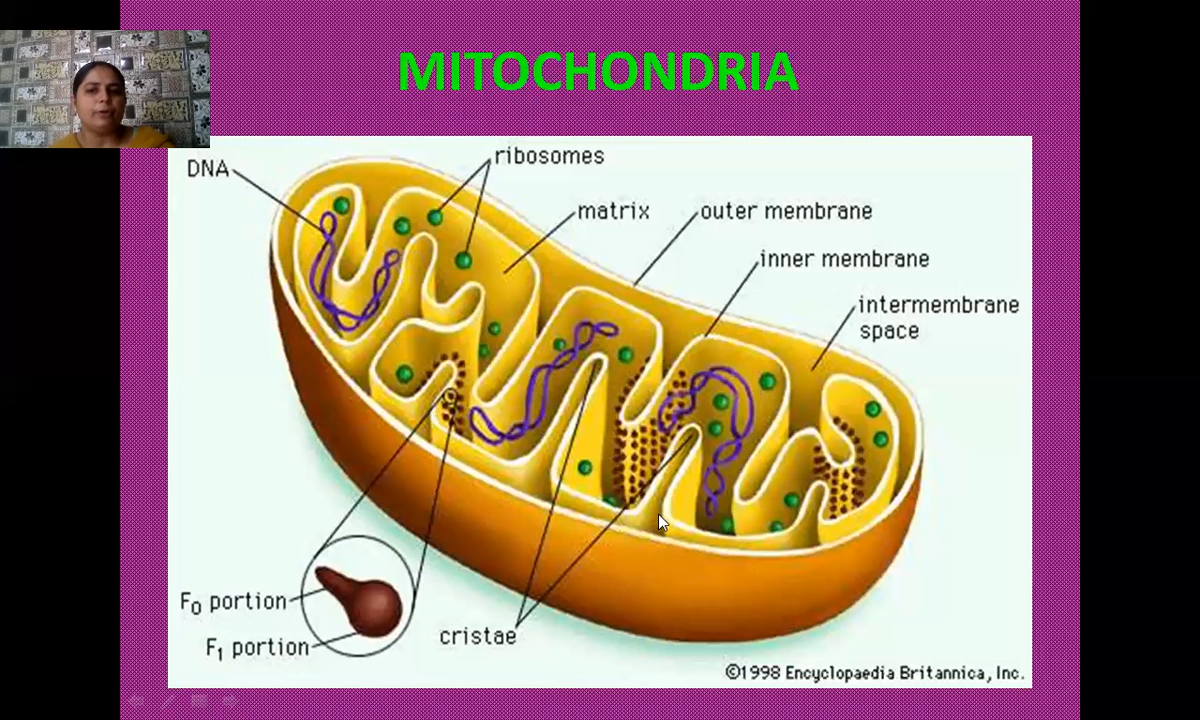 MITOCHONDRIA
DNA
ribosomes
matrix
outer membrane
inner membrane
intermembrane
space
F₀ portion
F₁ portion
cristae
©1998 Encyclopaedia Britannica, Inc.